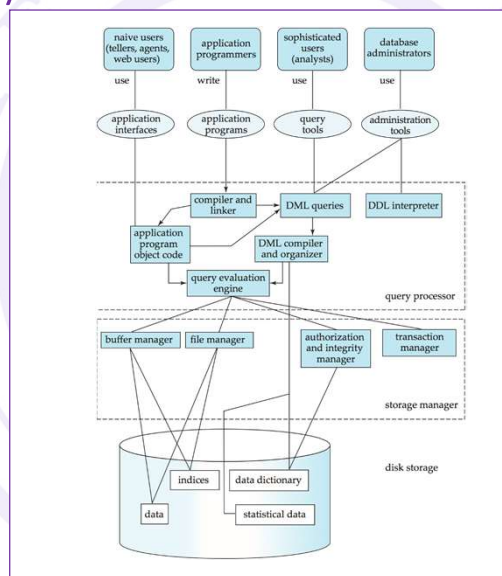 naive users
(tellers, agents,
web users)
application
programmers
sophisticated
users
(analysts)
database
administrators
use
write
use
use
application
interfaces
application
programs
query
tools
administration
tools
compiler and
linker
DML queries
DDL interpreter
application
program
object code
DML compiler
and organizer
query evaluation
engine
query processor
buffer manager
file manager
authorization
and integrity
manager
transaction
manager
storage manager
disk storage
indices
data dictionary
data
statistical data